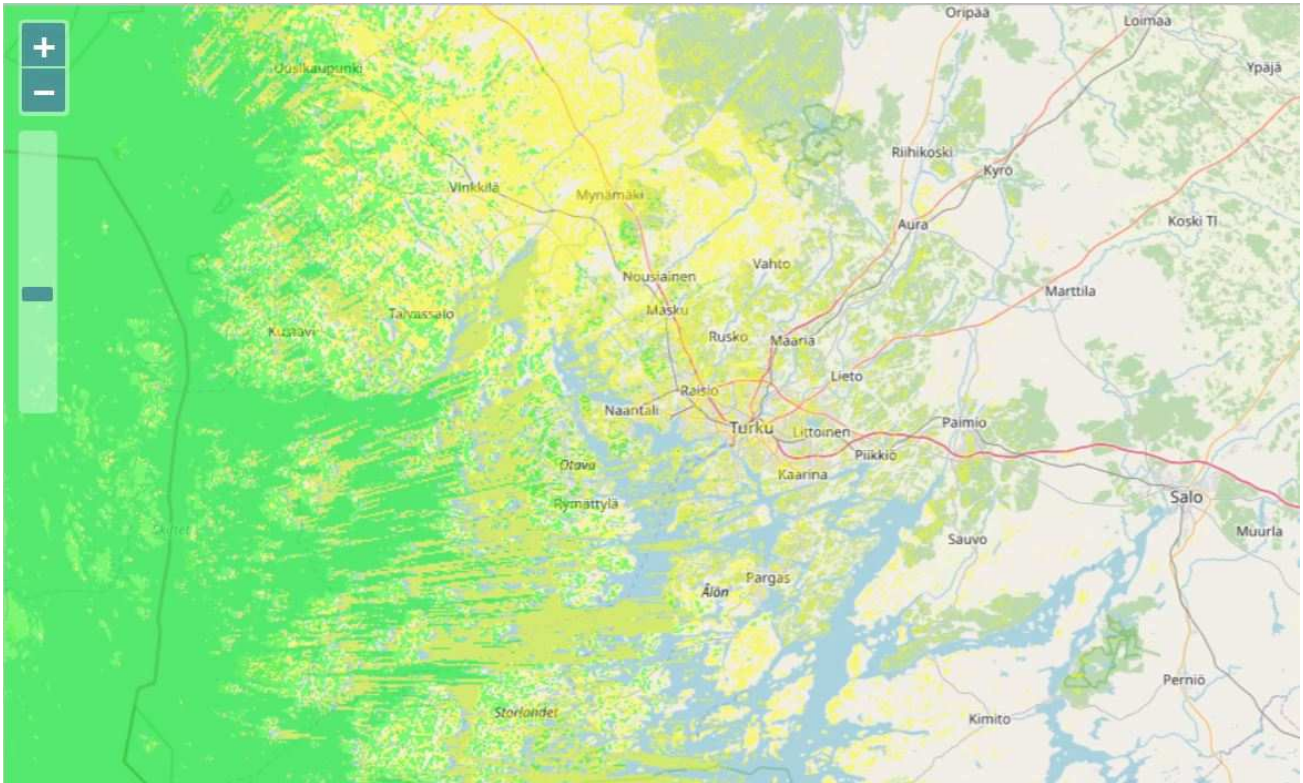 +
Oripää
Loimaa
Uusikaupunki
Ypäjä
−
Riihikoski
Kyrö
Vinkkilä
Mynämäki
Aura
Koski Tl
Vahto
Nousiainen
Marttila
Masku
Taivassalo
Kustavi
Rusko
Maaria
Lieto
Raisio
Naantali
Turku
Littoinen
Paimio
Piikkiö
Otava
Kaarina
Salo
Rymättylä
Muurla
Sauvo
Pargas
Ålön
Perniö
Storlandet
Kimito